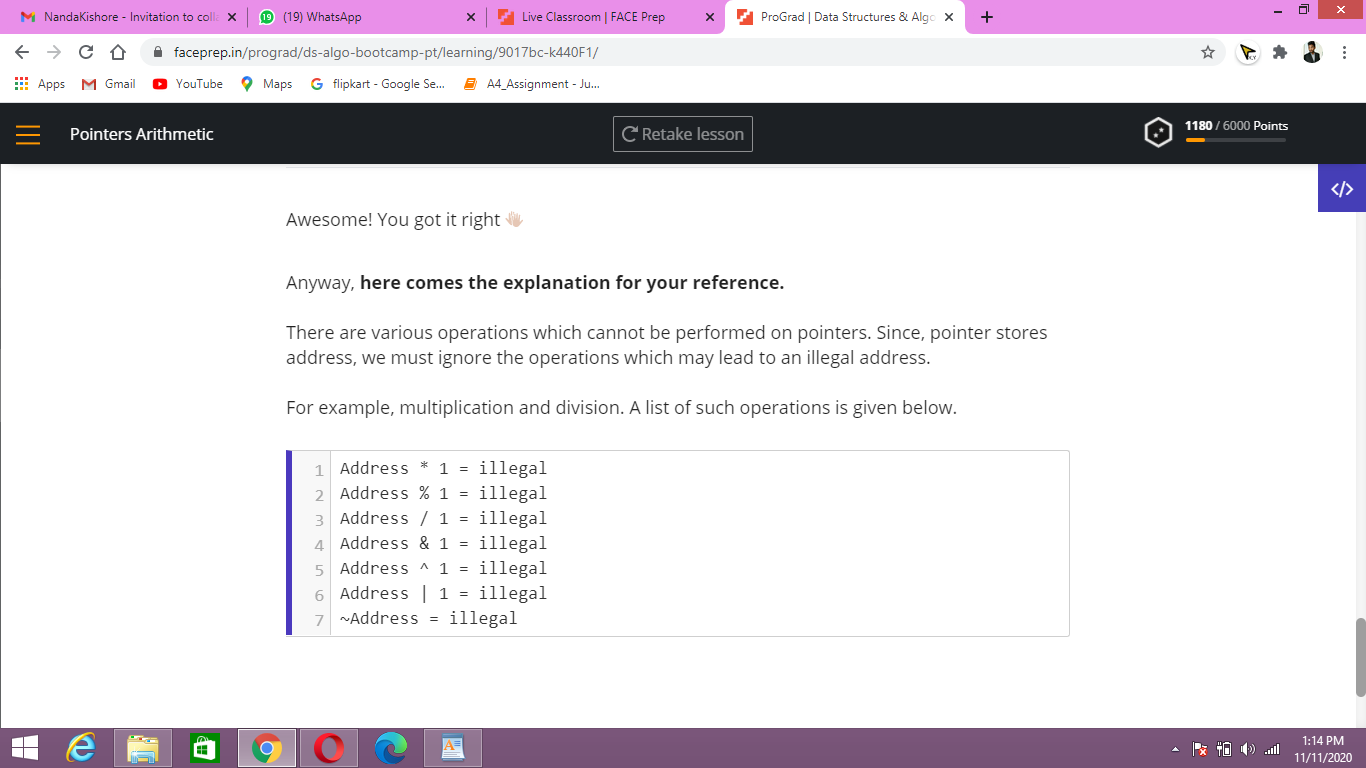 NandaKishore - Invitation to coll
(19) WhatsApp
Live Classroom | FACE Prep
ProGrad | Data Structures & Algo
faceprep.in/prograd/ds-algo-bootcamp-pt/learning/9017bc-k440F1/
Apps
Gmail
YouTube
Maps
flipkart - Google Se...
A4_Assignment - Ju...
Pointers Arithmetic
Retake lesson
1180 / 6000 Points
</>
Awesome! You got it right 👋🏻
Anyway, here comes the explanation for your reference.
There are various operations which cannot be performed on pointers. Since, pointer stores
address, we must ignore the operations which may lead to an illegal address.
For example, multiplication and division. A list of such operations is given below.
1 Address * 1 = illegal
2 Address % 1 = illegal
3 Address / 1 = illegal
4 Address & 1 = illegal
5 Address ^ 1 = illegal
6 Address | 1 = illegal
7 ~Address = illegal
1:14 PM
11/11/2020